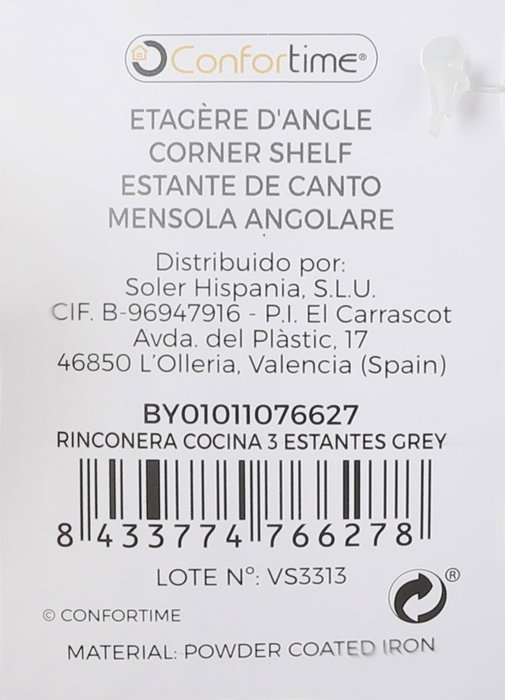 Confortime®
ETAGÈRE D'ANGLE
CORNER SHELF
ESTANTE DE CANTO
MENSOLA ANGOLARE
Distribuido por:
Soler Hispania, S.L.U.
CIF. B-96947916 - P.I. El Carrascot
Avda. del Plàstic, 17
46850 L'Olleria, Valencia (Spain)
BY01011076627
RINCONERA COCINA 3 ESTANTES GREY
8 433774 766278
LOTE Nº: VS3313
®
© CONFORTIME
MATERIAL: POWDER COATED IRON